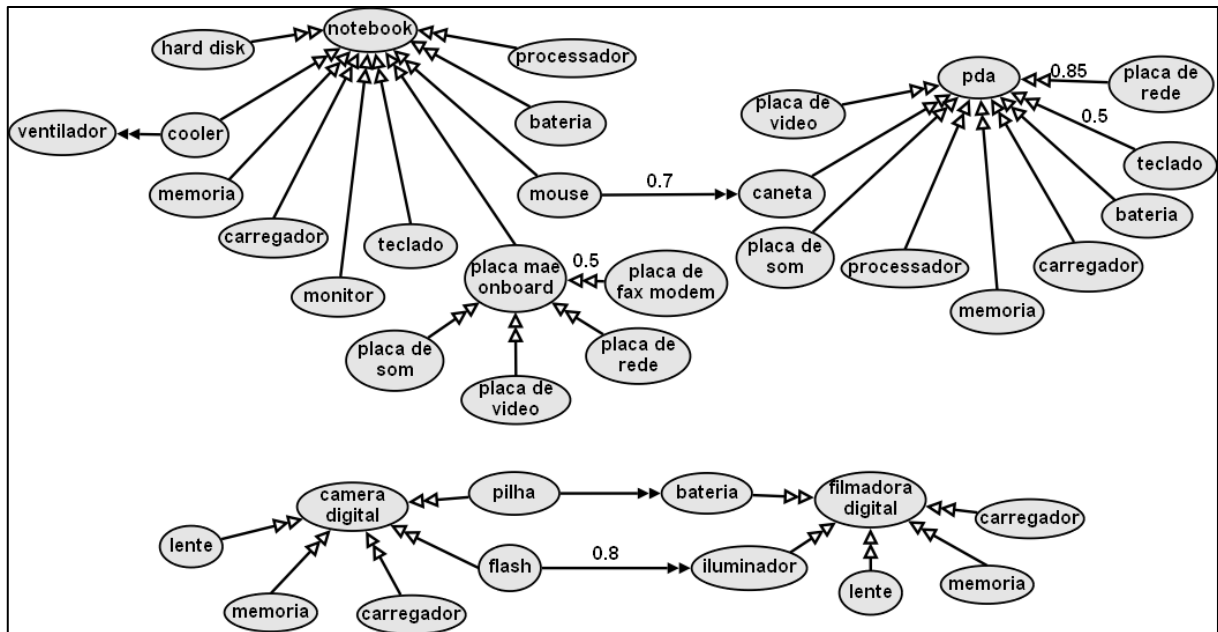 notebook
hard disk
processador
pda
0.85
placa de
rede
placa de
video
ventilador
cooler
bateria
0.5
teclado
memoria
mouse
0.7
caneta
bateria
carregador
teclado
placa de
som
processador
carregador
monitor
placa mae
onboard
0.5
placa de
fax modem
memoria
placa de
som
placa de
rede
placa de
video
camera
digital
pilha
bateria
filmadora
digital
carregador
lente
flash
0.8
iluminador
memoria
carregador
lente
memoria